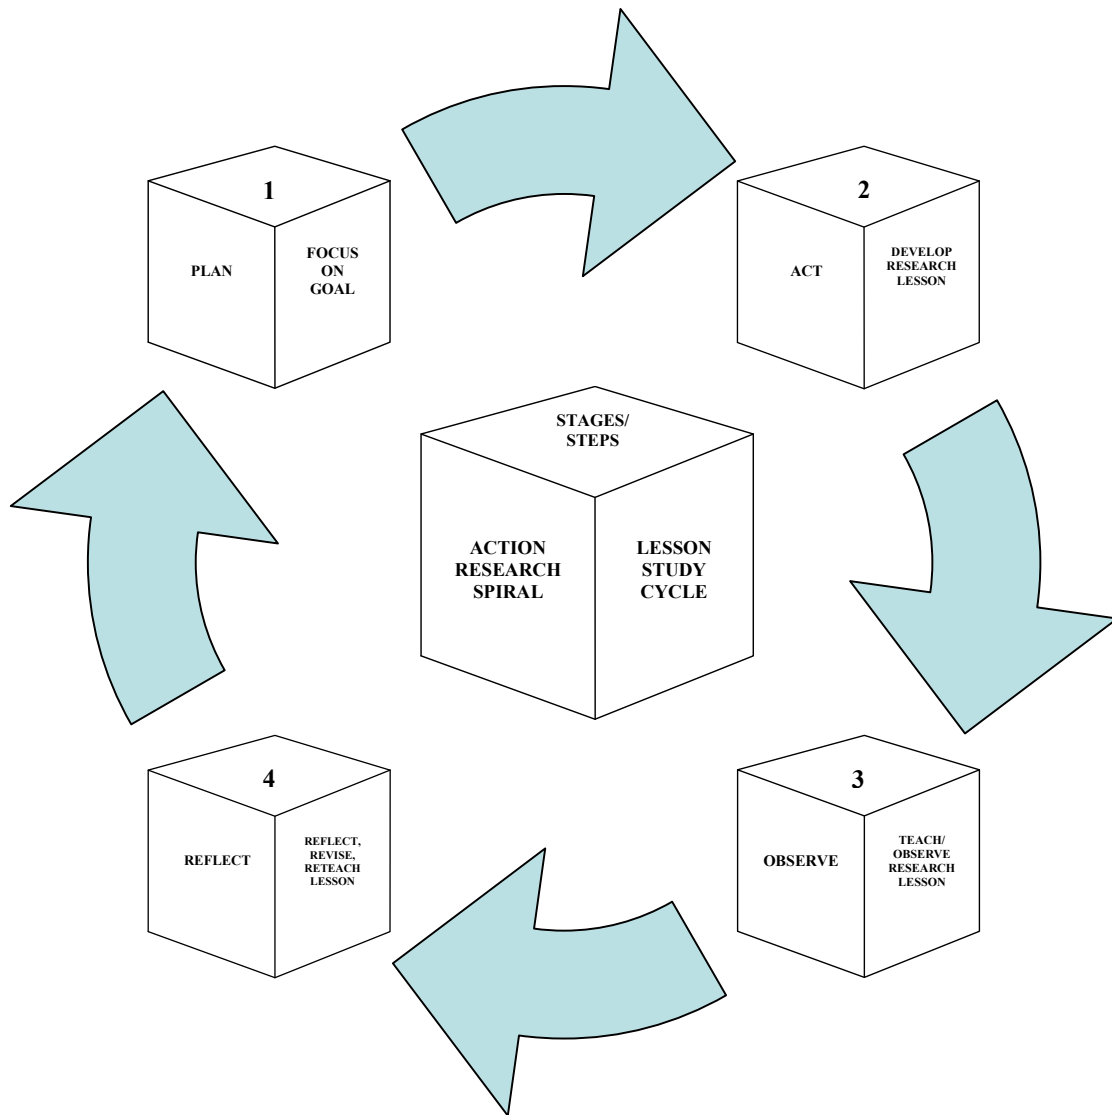 1
PLAN
FOCUS
ON
GOAL
2
ACT
DEVELOP
RESEARCH
LESSON
STAGES/
STEPS
ACTION
RESEARCH
SPIRAL
LESSON
STUDY
CYCLE
4
REFLECT
REFLECT,
REVISE,
RETEACH
LESSON
3
OBSERVE
TEACH/
OBSERVE
RESEARCH
LESSON